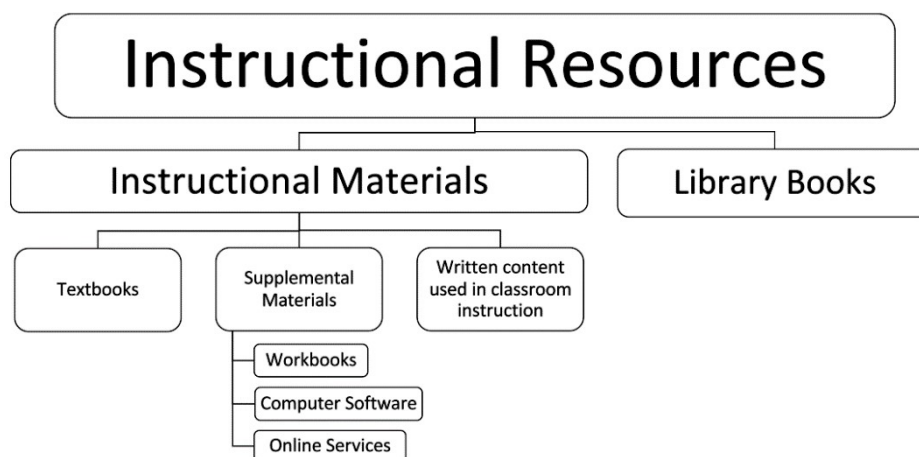 Instructional Resources
Instructional Materials
Library Books
Textbooks
Supplemental
Materials
Written content
used in classroom
instruction
Workbooks
Computer Software
Online Services